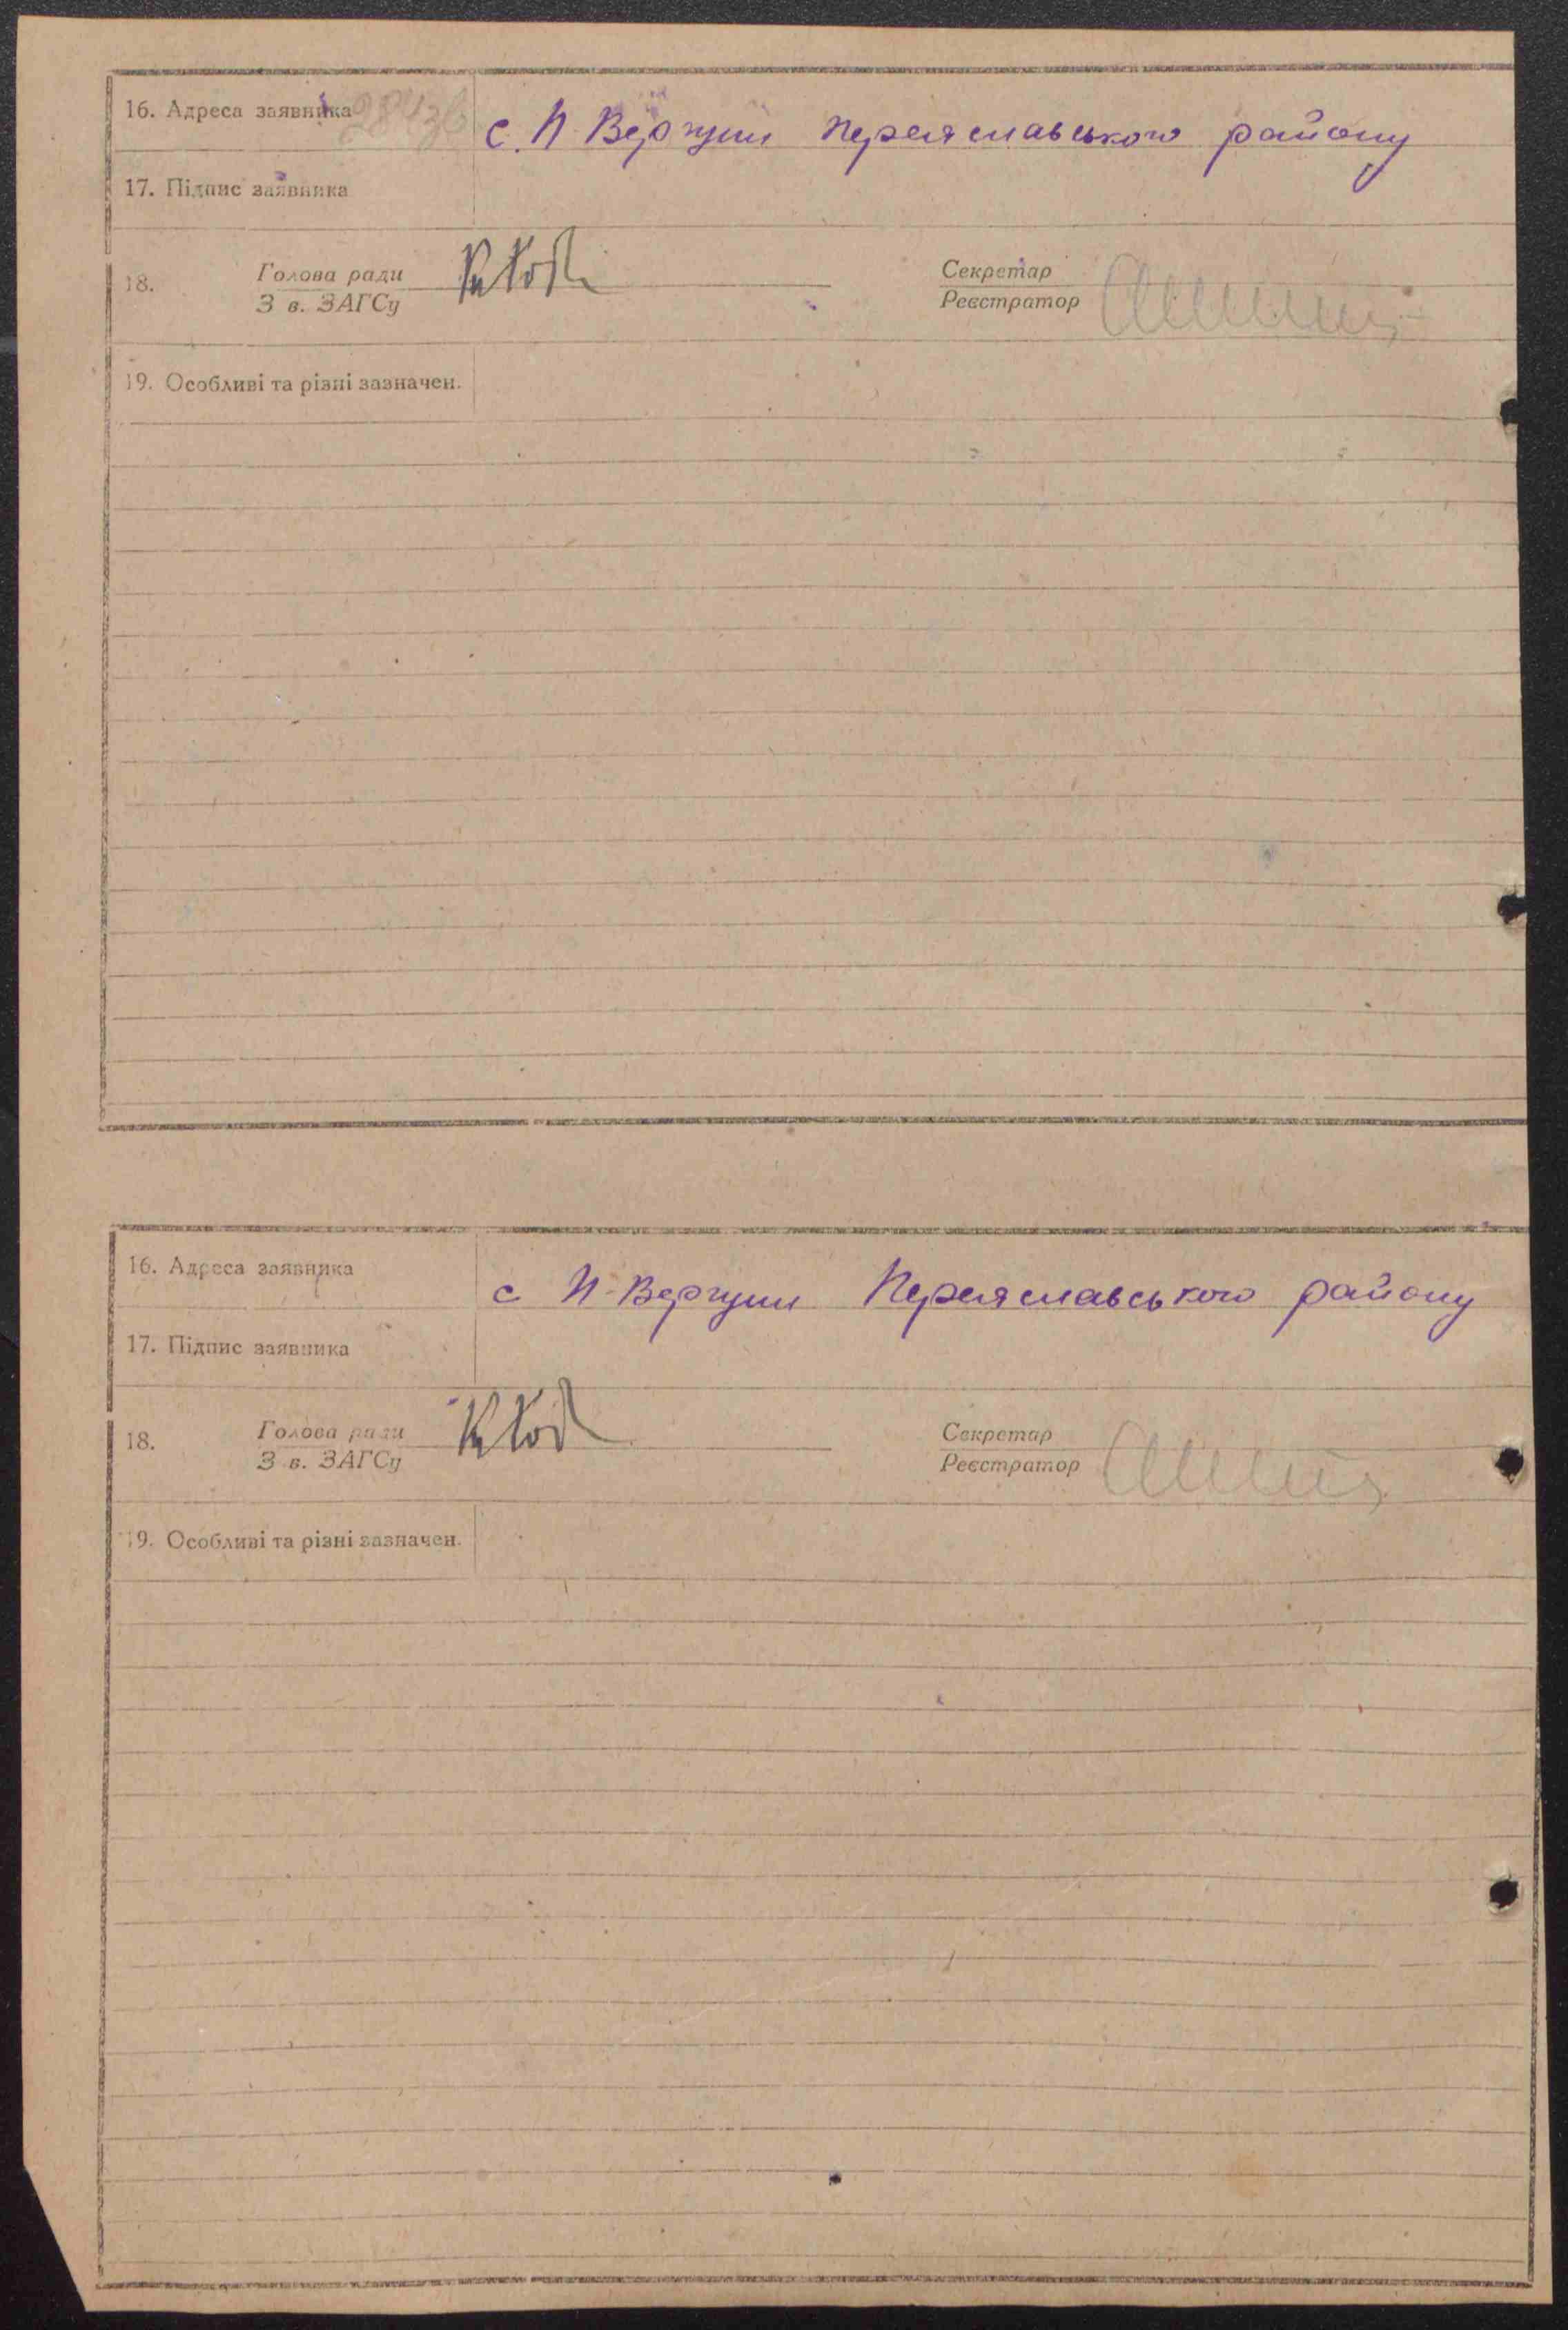 16. Адреса заявника
с. П-Вергуни Переяславського району
17. Підпис заявника
18. Голова ради Секретар
Зав. ЗАГСу Реєстратор
19. Особливі та різні зазначен.
16. Адреса заявника
с П-Вергуни Переяславського району
17. Підпис заявника
18. Голова ради Секретар
Зав. ЗАГСу Реєстратор
19. Особливі та різні зазначен.